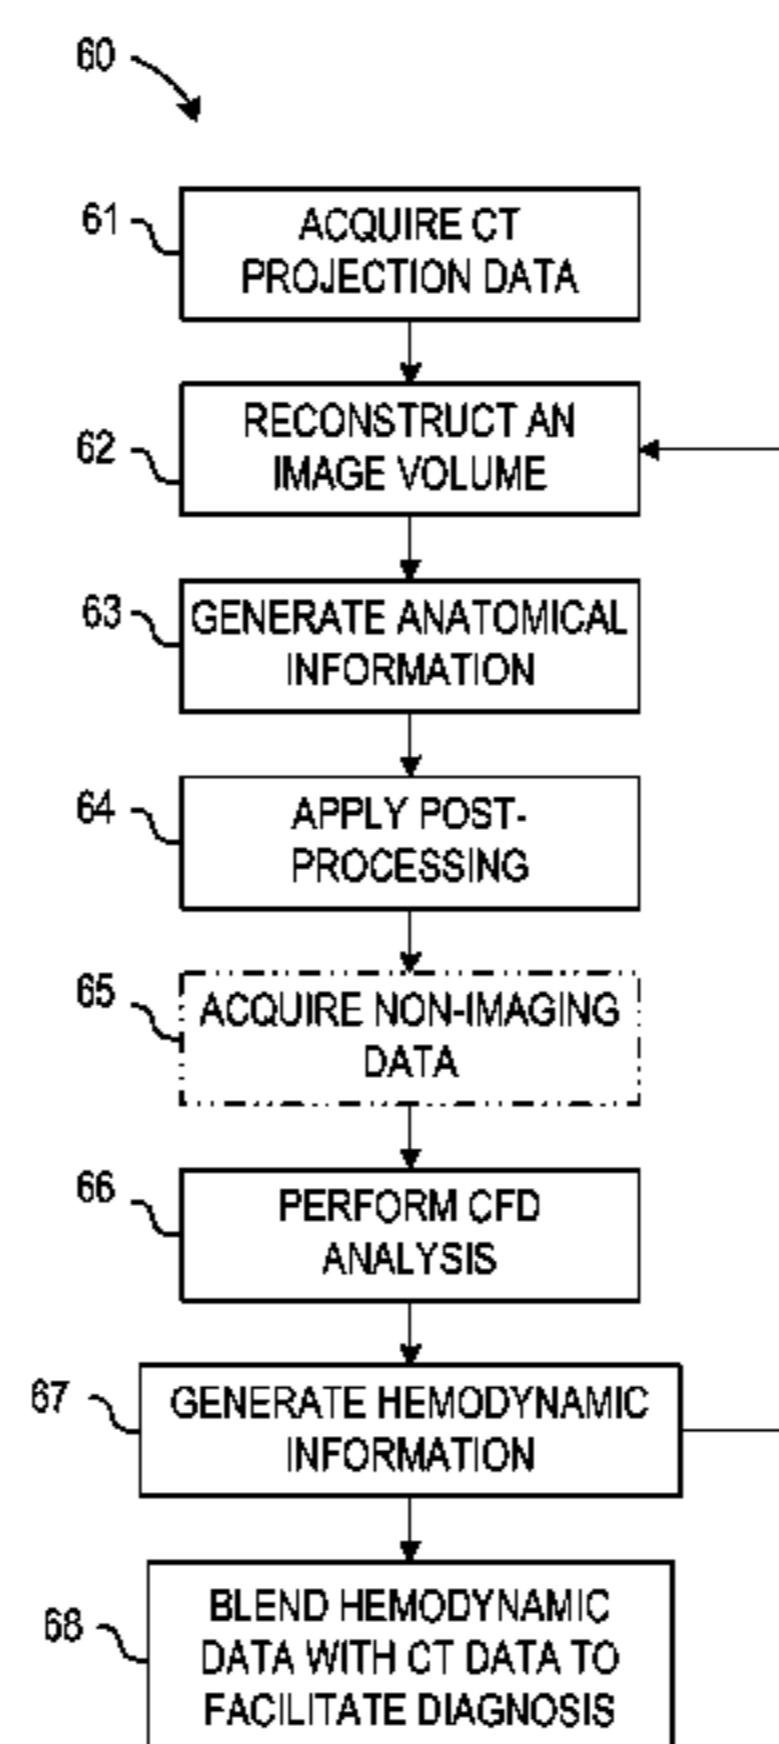 60
61
ACQUIRE CT
PROJECTION DATA
62
RECONSTRUCT AN
IMAGE VOLUME
63
GENERATE ANATOMICAL
INFORMATION
64
APPLY POST-
PROCESSING
65
ACQUIRE NON-IMAGING
DATA
66
PERFORM CFD
ANALYSIS
67
GENERATE HEMODYNAMIC
INFORMATION
68
BLEND HEMODYNAMIC
DATA WITH CT DATA TO
FACILITATE DIAGNOSIS